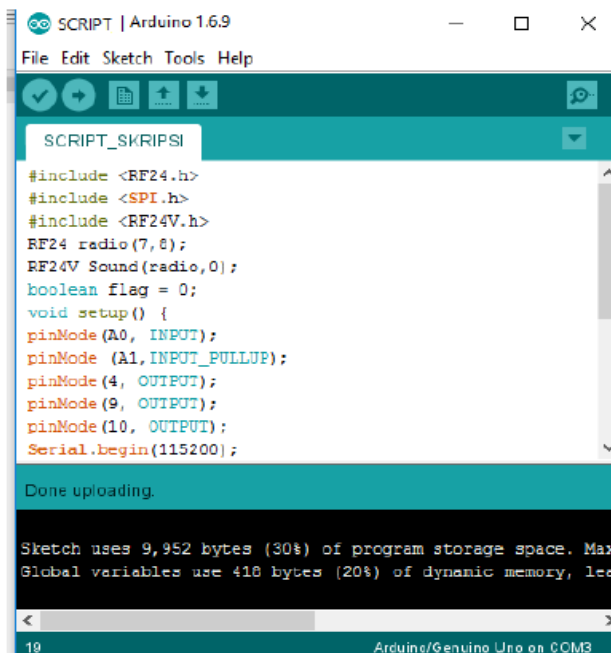 SCRIPT | Arduino 1.6.9
File Edit Sketch Tools Help
SCRIPT_SKRIPSI
#include <RF24.h>
#include <SPI.h>
#include <RF24V.h>
RF24 radio(7,8);
RF24V Sound(radio,0);
boolean flag = 0;
void setup() {
pinMode(A0, INPUT);
pinMode (A1,INPUT_PULLUP);
pinMode(4, OUTPUT);
pinMode(9, OUTPUT);
pinMode(10, OUTPUT);
Serial.begin(115200);
Done uploading.
Sketch uses 9,952 bytes (30%) of program storage space. Max
Global variables use 418 bytes (20%) of dynamic memory, lea
19 Arduino/Genuino Uno on COM3